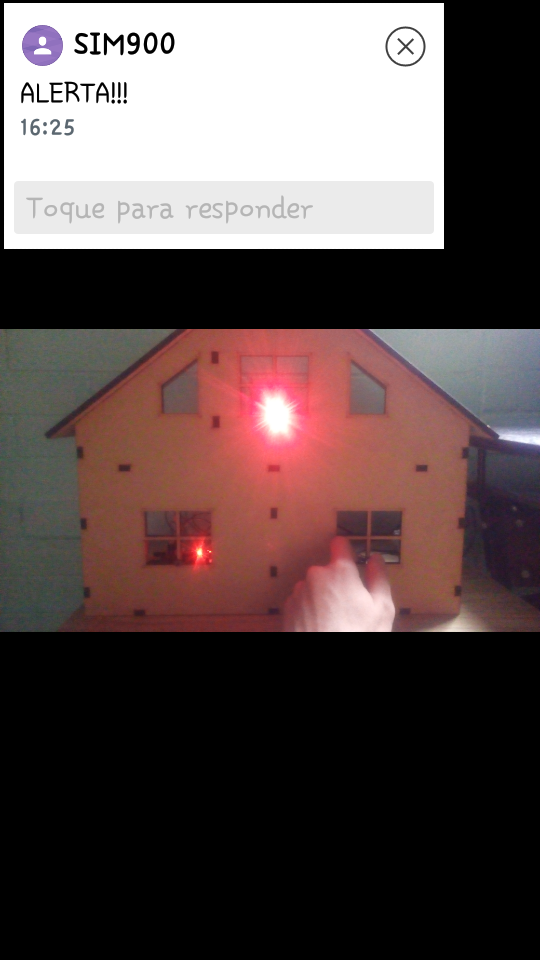 SIM900
ALERTA!!!
16:25
Toque para responder